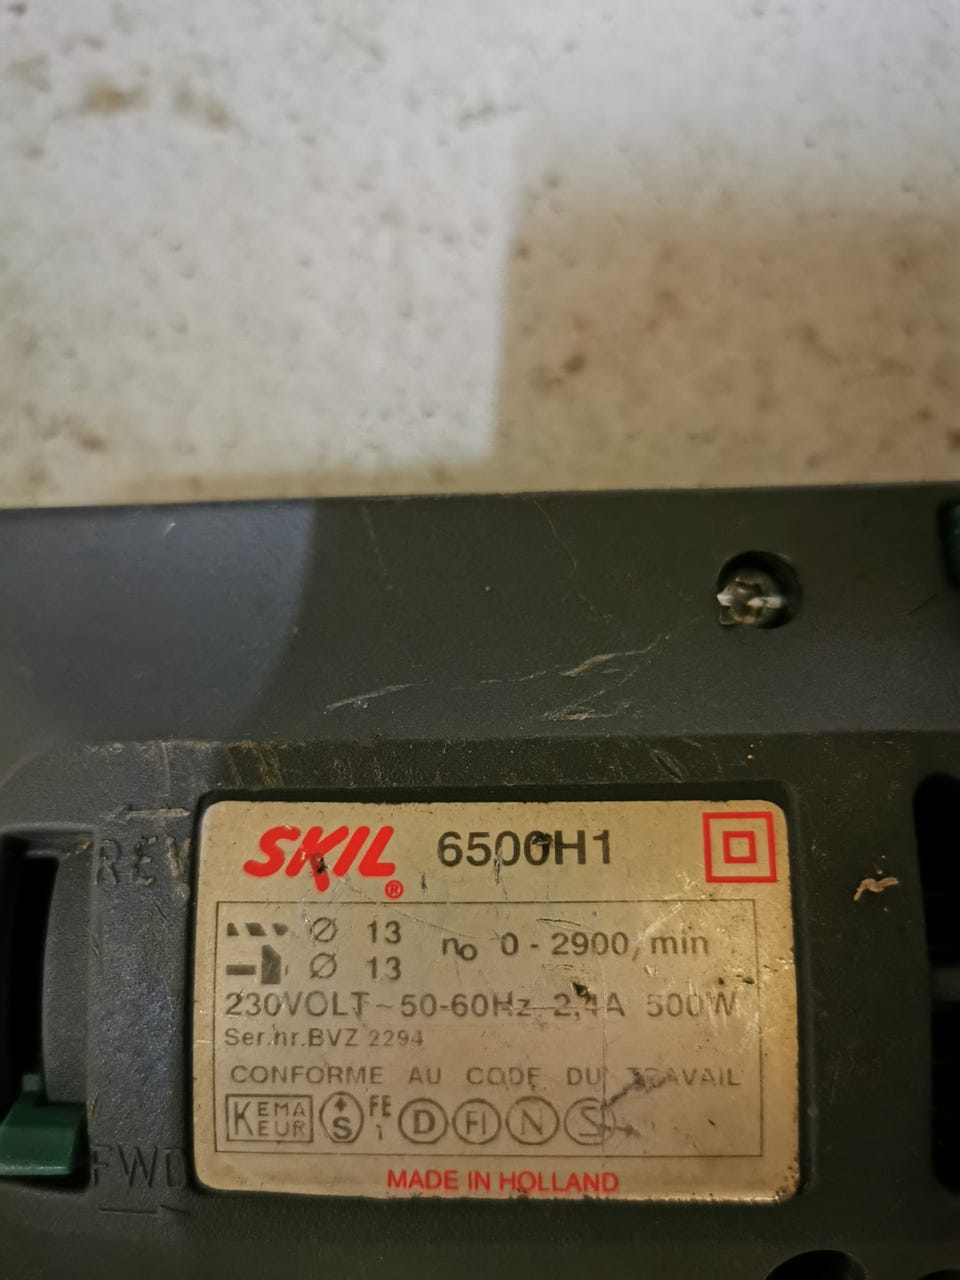 REV
SKIL® 6500H1
Ø 13
n₀ 0 - 2900/min
Ø 13
230VOLT ~ 50-60Hz 2,4A 500W
Ser.nr.BVZ 2294
CONFORME AU CODE DU TRAVAIL
KEMA KEUR +S FE i D FI N S
FWD
MADE IN HOLLAND